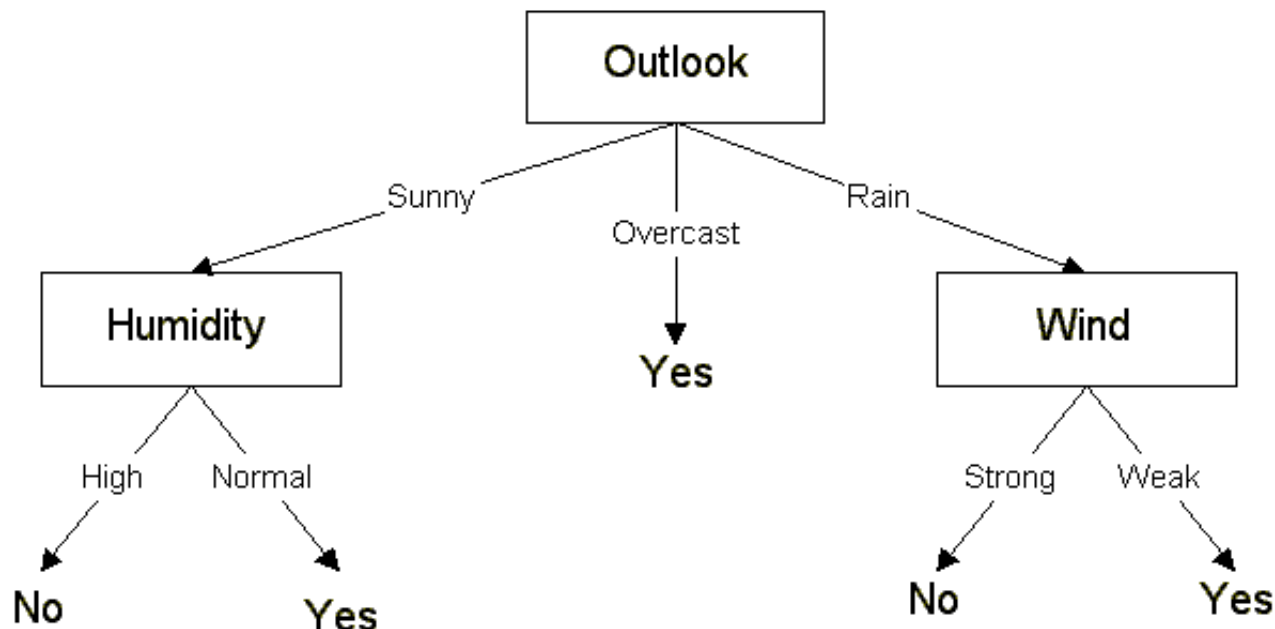 Outlook
Sunny
Overcast
Rain
Humidity
Yes
Wind
High
Normal
Strong
Weak
No
Yes
No
Yes